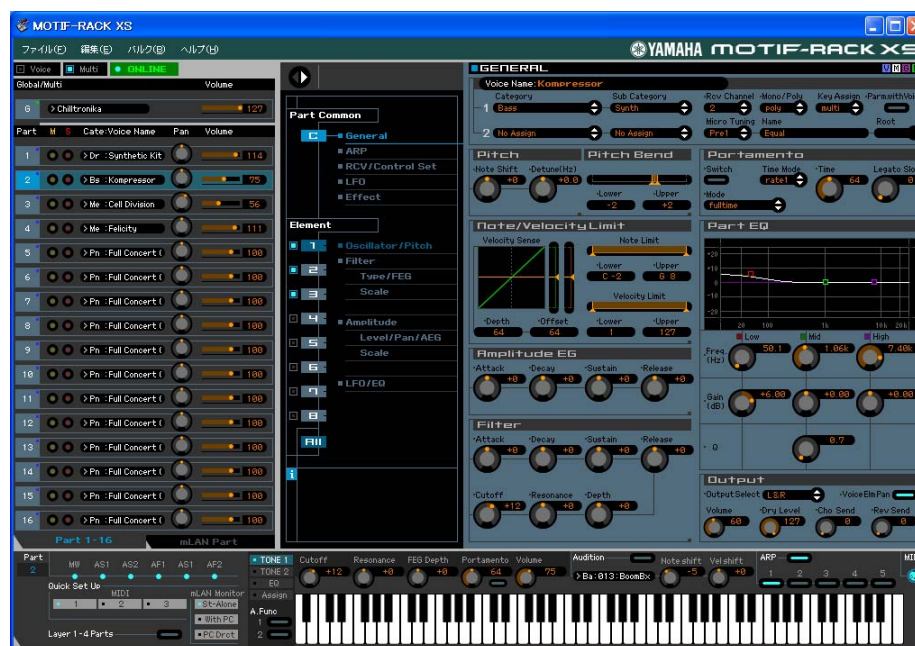 MOTIF-RACK XS
ファイル(F) 編集(E) バルク(B) ヘルプ(H)
YAMAHA MOTIF-RACK XS
Voice Multi ONLINE
Global/Multi Volume
6 >Chilltronika 127
Part M S Cate:Voice Name Pan Volume
1 >Dr :Synthetic Kit 114
2 >Bs :Kompressor 75
3 >Me :Cell Division 56
4 >Me :Felicity 111
5 >Pn :Full Concert ( 100
6 >Pn :Full Concert ( 100
7 >Pn :Full Concert ( 100
8 >Pn :Full Concert ( 100
9 >Pn :Full Concert ( 100
10 >Pn :Full Concert ( 100
11 >Pn :Full Concert ( 100
12 >Pn :Full Concert ( 100
13 >Pn :Full Concert ( 100
14 >Pn :Full Concert ( 100
15 >Pn :Full Concert ( 100
16 >Pn :Full Concert ( 100
Part 1-16 mLAN Part
Part Common
C General
ARP
RCV/Control Set
LFO
Effect
Element
1 Oscillator/Pitch
Filter
2 Type/FEG
3 Scale
4 Amplitude
Level/Pan/AEG
5 Scale
6
7 LFO/EQ
8
All
i
GENERAL
Voice Name:Kompressor
Category Sub Category Rcv Channel Mono/Poly Key Assign
1 Bass Synth 2 poly multi
Micro Tuning Name Root
2 No Assign No Assign Pre1 Equal
Pitch Pitch Bend
Note Shift Detune(Hz)
+0 +0.0
Lower Upper
-2 +2
Portamento
Switch Time Mode Time Legato Slo
rate1 64 0
Mode
fulltime
Note/Velocity Limit
Velocity Sense Note Limit
Lower Upper
C -2 G 8
Velocity Limit
Depth Offset Lower Upper
64 64 1 127
Part EQ
+20
+10
0
-10
-20
20 100 1k 10k 20k
Low Mid High
Freq. (Hz) 50.1 1.06k 7.40k
Gain (dB) +6.00 +0.00 +0.00
Q 0.7
Amplitude EG
Attack Decay Sustain Release
+0 +0 +0 +0
Filter
Attack Decay Sustain Release
+0 +0 +0 +0
Cutoff Resonance Depth
+12 +0 +0
Output
Output Select L&R Voice Elm Pan
Volume Dry Level Cho Send Rev Send
60 127 0 0
Part
2
MW AS1 AS2 AF1 AS1 AF2
Quick Set Up
MIDI mLAN Monitor
1 2 3 St-Alone
With PC
Layer 1-4 Parts PC Drct
TONE 1
TONE 2
EQ
Assign
A.Func
1
2
Cutoff Resonance FEG Depth Portamento Volume
+12 +0 +0 64 75
Audition Note shift Vel shift ARP
>Ba:013:BoomBx -5 +0 1 2 3 4 5